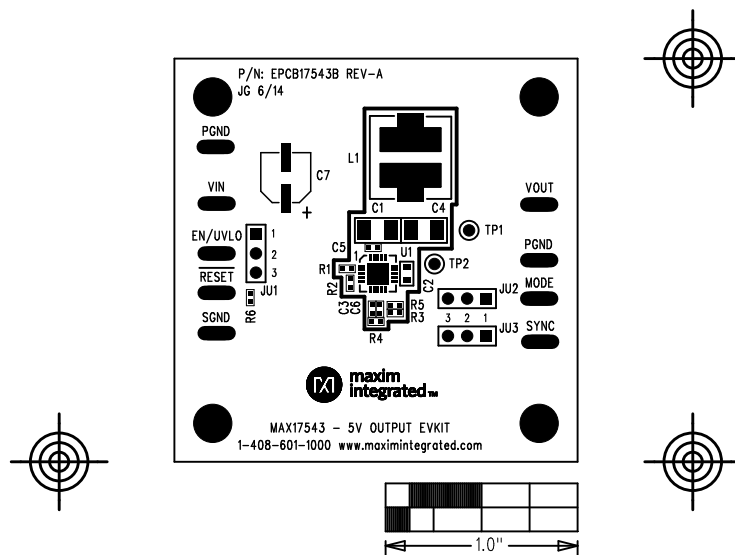 P/N: EPCB17543B REV-A
JG 6/14
PGND
L1
C7
VIN
+
VOUT
C1 C4
TP1
EN/UVLO
1
2
3
JU1
C5
1
U1
TP2
PGND
RESET
R1
R2
C2
MODE
R6
SGND
C3
C6
R5
R3
R4
JU2
3 2 1
JU3
SYNC
maxim
integrated™
MAX17543 - 5V OUTPUT EVKIT
1-408-601-1000 www.maximintegrated.com
1.0"